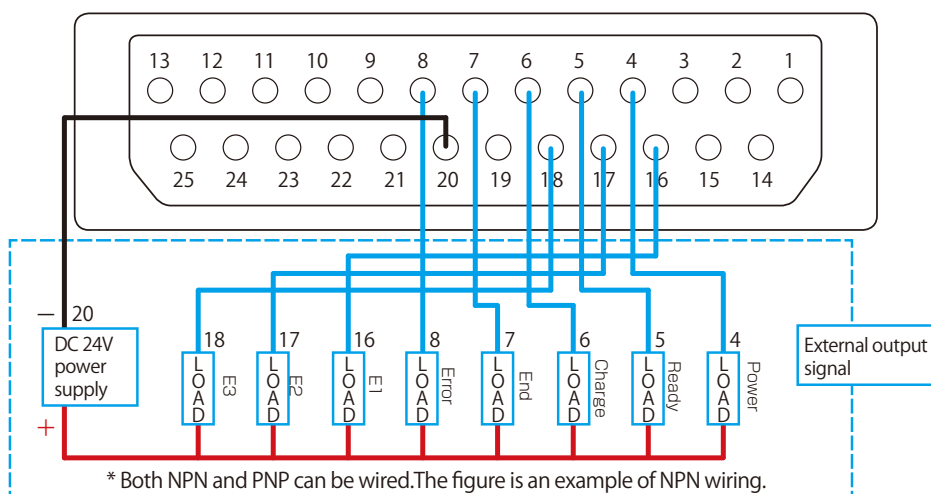 13 12 11 10 9 8 7 6 5 4 3 2 1
25 24 23 22 21 20 19 18 17 16 15 14
— 20
DC 24V
power
supply
+
18 17 16 8 7 6 5 4
LOAD E3
LOAD E2
LOAD E1
LOAD Error
LOAD End
LOAD Charge
LOAD Ready
LOAD Power
External output
signal
* Both NPN and PNP can be wired.The figure is an example of NPN wiring.